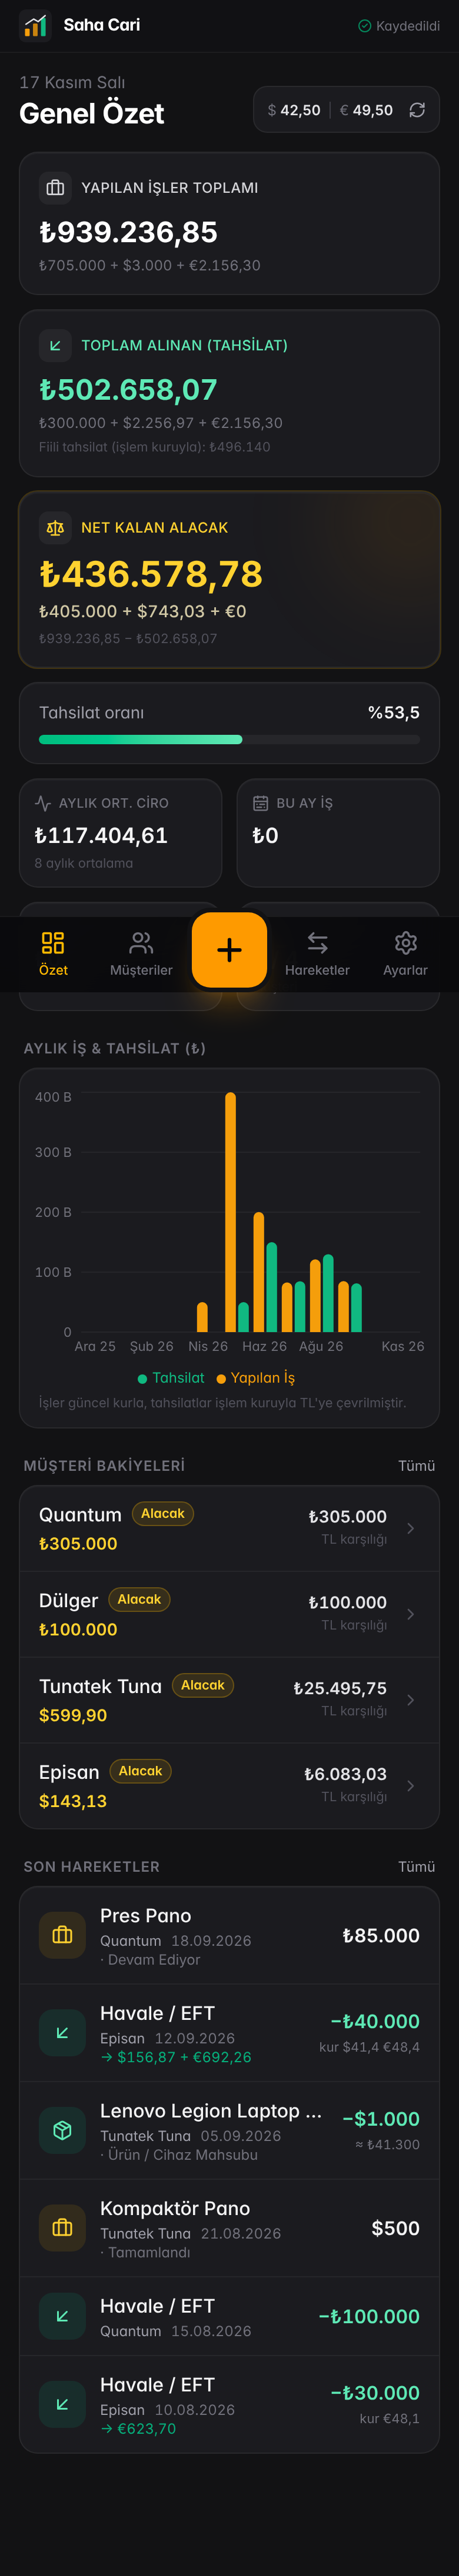 Saha Cari
Kaydedildi
17 Kasım Salı
Genel Özet
$ 42,50 | € 49,50
YAPILAN İŞLER TOPLAMI
₺939.236,85
₺705.000 + $3.000 + €2.156,30
TOPLAM ALINAN (TAHSİLAT)
₺502.658,07
₺300.000 + $2.256,97 + €2.156,30
Fiili tahsilat (işlem kuruyla): ₺496.140
NET KALAN ALACAK
₺436.578,78
₺405.000 + $743,03 + €0
₺939.236,85 − ₺502.658,07
Tahsilat oranı
%53,5
AYLIK ORT. CİRO
₺117.404,61
8 aylık ortalama
BU AY İŞ
₺0
Özet
Müşteriler
Hareketler
Ayarlar
AYLIK İŞ & TAHSİLAT (₺)
400 B
300 B
200 B
100 B
0
Ara 25 Şub 26 Nis 26 Haz 26 Ağu 26 Kas 26
Tahsilat Yapılan İş
İşler güncel kurla, tahsilatlar işlem kuruyla TL'ye çevrilmiştir.
MÜŞTERİ BAKİYELERİ
Tümü
Quantum Alacak
₺305.000
₺305.000
TL karşılığı
Dülger Alacak
₺100.000
₺100.000
TL karşılığı
Tunatek Tuna Alacak
$599,90
₺25.495,75
TL karşılığı
Episan Alacak
$143,13
₺6.083,03
TL karşılığı
SON HAREKETLER
Tümü
Pres Pano
Quantum 18.09.2026
· Devam Ediyor
₺85.000
Havale / EFT
Episan 12.09.2026
→ $156,87 + €692,26
−₺40.000
kur $41,4 €48,4
Lenovo Legion Laptop ...
Tunatek Tuna 05.09.2026
· Ürün / Cihaz Mahsubu
−$1.000
≈ ₺41.300
Kompaktör Pano
Tunatek Tuna 21.08.2026
· Tamamlandı
$500
Havale / EFT
Quantum 15.08.2026
−₺100.000
Havale / EFT
Episan 10.08.2026
→ €623,70
−₺30.000
kur €48,1